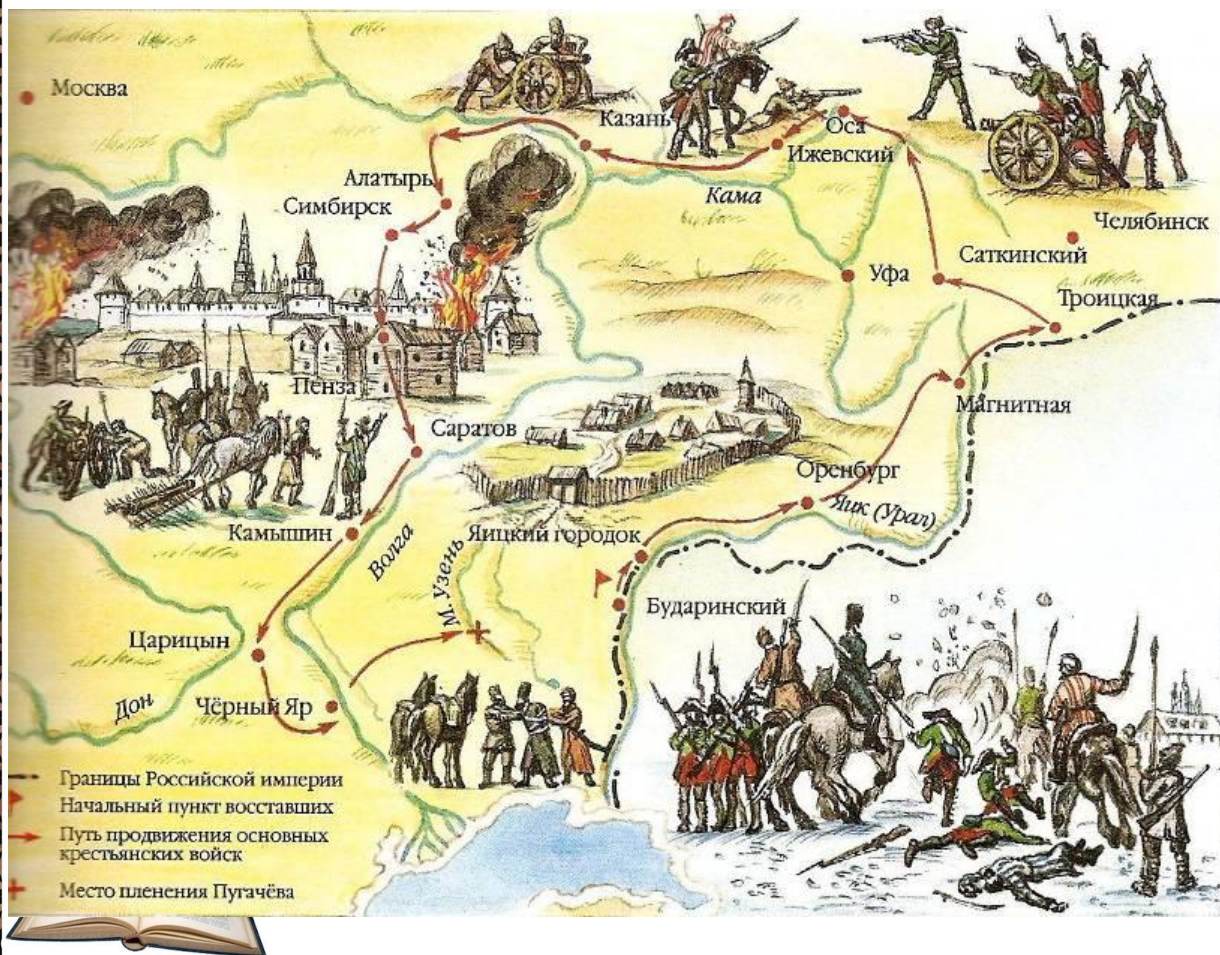 Москва
Казань
Оса
Ижевский
Алатырь
Кама
Симбирск
Челябинск
Саткинский
Уфа
Троицкая
Пенза
Магнитная
Саратов
Оренбург
Яик (Урал)
Камышин
Волга
Яицкий городок
М. Узень
Бударинский
Царицын
Дон
Чёрный Яр
Границы Российской империи
Начальный пункт восставших
Путь продвижения основных
крестьянских войск
Место пленения Пугачёва